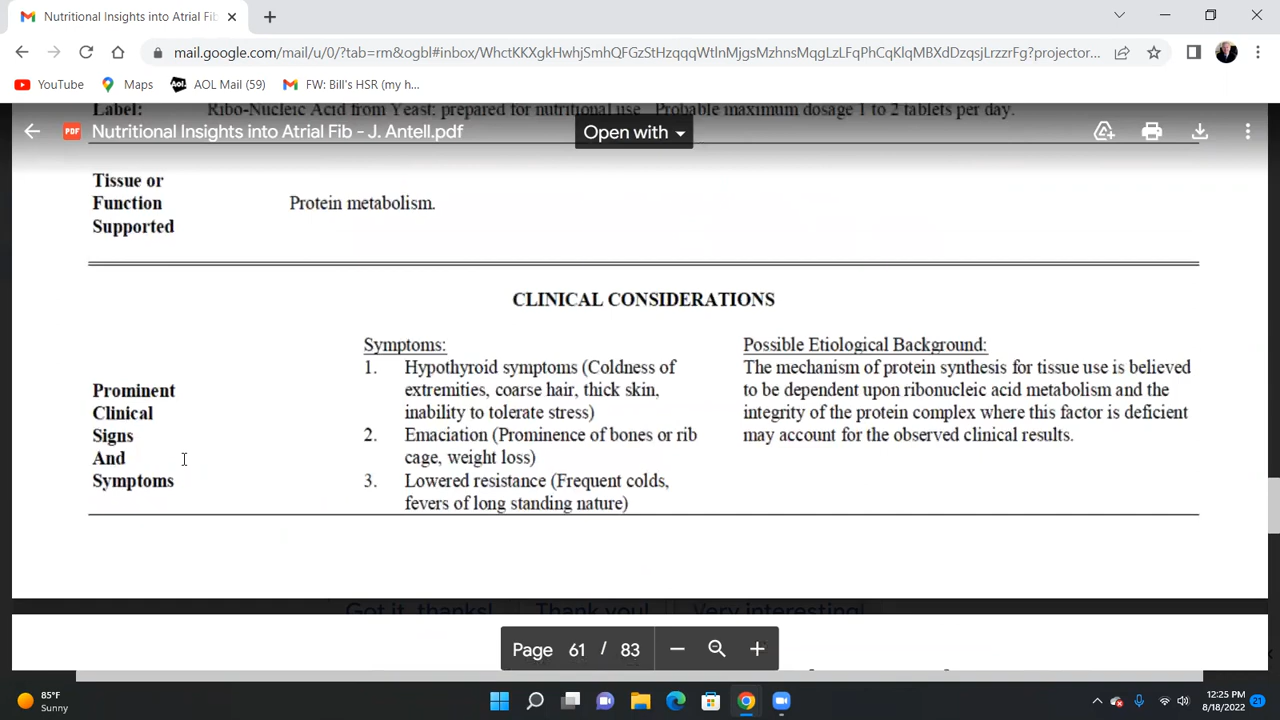 Nutritional Insights into Atrial Fib
mail.google.com/mail/u/0/?tab=rm&ogbl#inbox/WhctKKXgkHwhjSmhQFGzStHzqqqWtlnMjgsMzhnsMqgLzLFqPhCqKlqMBXdDzqsjLrzzrFg?projector...
YouTube Maps AOL Mail (59) FW: Bill's HSR (my h...
Label: Ribo-Nucleic Acid from Yeast; prepared for nutritional use. Probable maximum dosage 1 to 2 tablets per day.
PDF Nutritional Insights into Atrial Fib - J. Antell.pdf Open with
Tissue or
Function Protein metabolism.
Supported
CLINICAL CONSIDERATIONS
Symptoms: Possible Etiological Background:
1. Hypothyroid symptoms (Coldness of The mechanism of protein synthesis for tissue use is believed
Prominent extremities, coarse hair, thick skin, to be dependent upon ribonucleic acid metabolism and the
Clinical inability to tolerate stress) integrity of the protein complex where this factor is deficient
Signs 2. Emaciation (Prominence of bones or rib may account for the observed clinical results.
And cage, weight loss)
Symptoms 3. Lowered resistance (Frequent colds,
fevers of long standing nature)
Got it, thanks! Thank you! Very interesting!
Page 61 / 83
85°F
Sunny
12:25 PM
8/18/2022
21